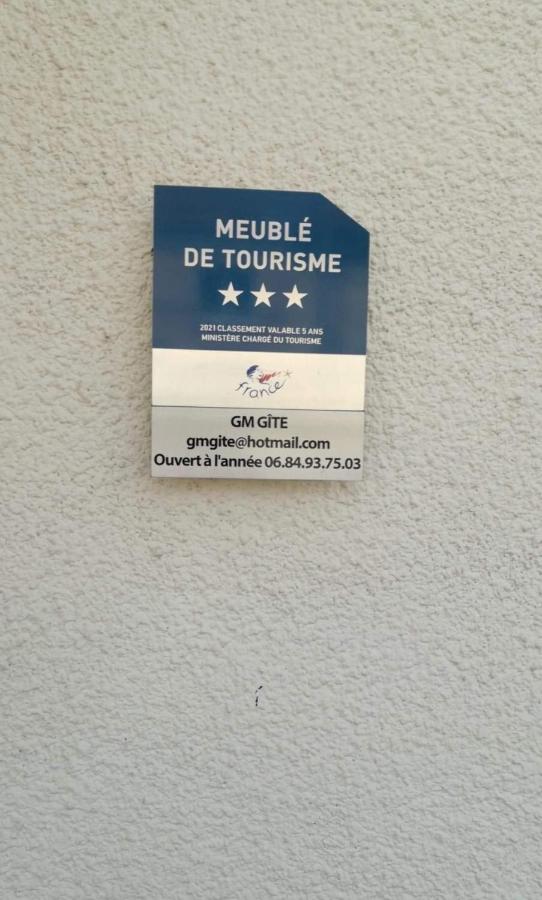 MEUBLÉ
DE TOURISME
2021 CLASSEMENT VALABLE 5 ANS
MINISTÈRE CHARGÉ DU TOURISME
france
GM GÎTE
gmgite@hotmail.com
Ouvert à l'année 06.84.93.75.03